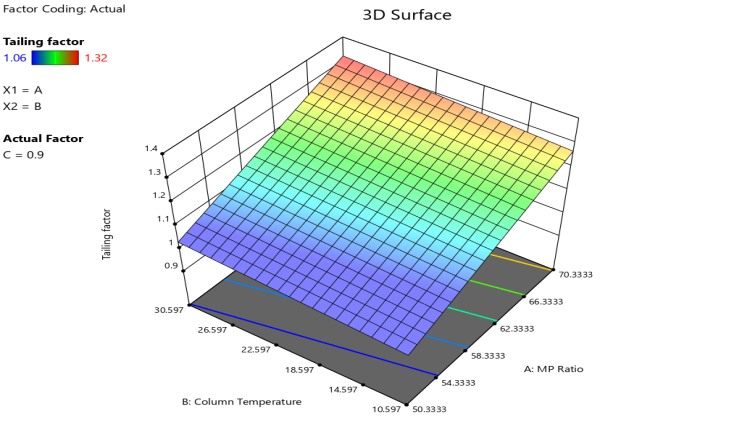 Factor Coding: Actual
3D Surface
Tailing factor
1.06 1.32
X1 = A
X2 = B
Actual Factor
C = 0.9
1.4
1.3
1.2
1.1
1
0.9
Tailing factor
30.597
26.597
22.597
18.597
14.597
10.597
B: Column Temperature
70.3333
66.3333
62.3333
58.3333
54.3333
50.3333
A: MP Ratio